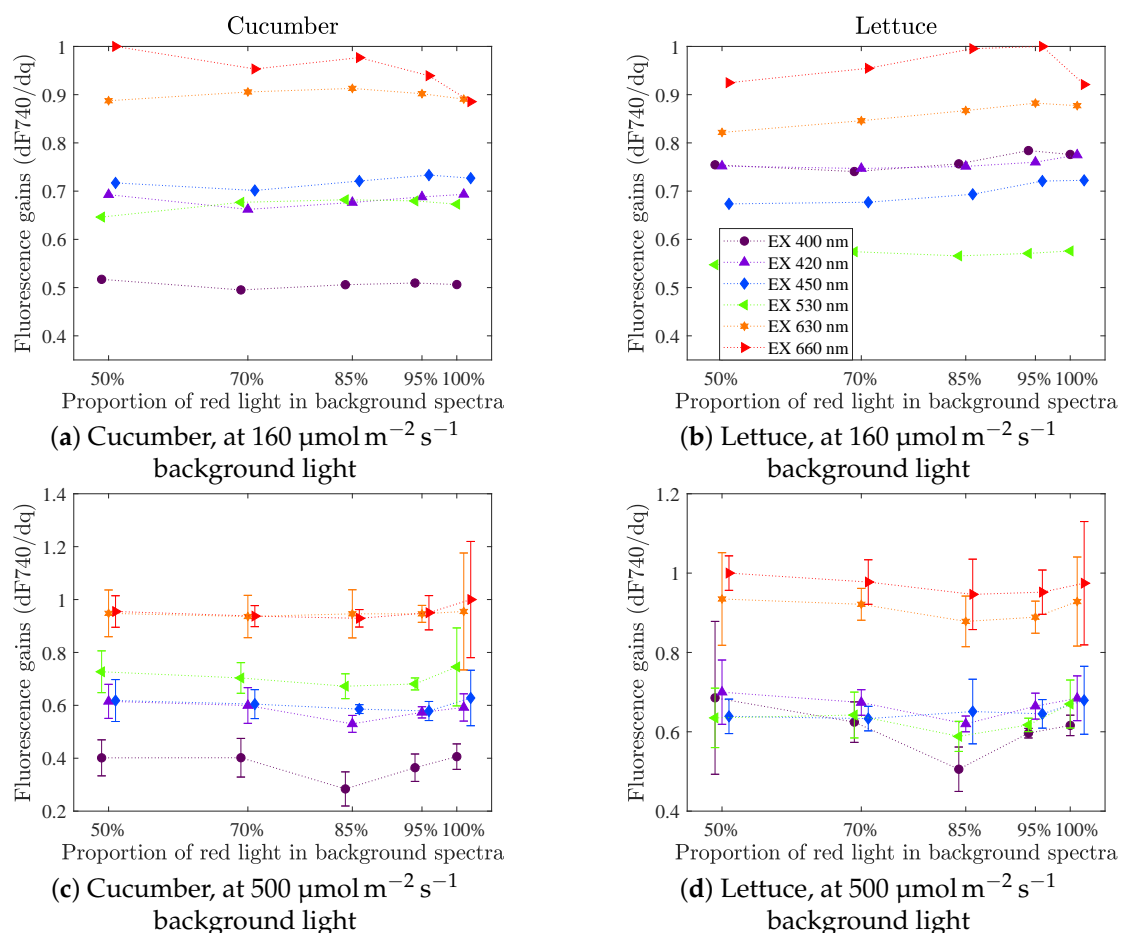 Cucumber
Fluorescence gains (dF740/dq)
1
0.9
0.8
0.7
0.6
0.5
0.4
50% 70% 85% 95% 100%
Proportion of red light in background spectra
(a) Cucumber, at 160 µmol m−2 s−1
background light
Lettuce
Fluorescence gains (dF740/dq)
1
0.9
0.8
0.7
0.6
0.5
0.4
EX 400 nm
EX 420 nm
EX 450 nm
EX 530 nm
EX 630 nm
EX 660 nm
50% 70% 85% 95% 100%
Proportion of red light in background spectra
(b) Lettuce, at 160 µmol m−2 s−1
background light
Fluorescence gains (dF740/dq)
1.4
1.2
1
0.8
0.6
0.4
0.2
50% 70% 85% 95% 100%
Proportion of red light in background spectra
(c) Cucumber, at 500 µmol m−2 s−1
background light
Fluorescence gains (dF740/dq)
1.2
1
0.8
0.6
0.4
50% 70% 85% 95% 100%
Proportion of red light in background spectra
(d) Lettuce, at 500 µmol m−2 s−1
background light